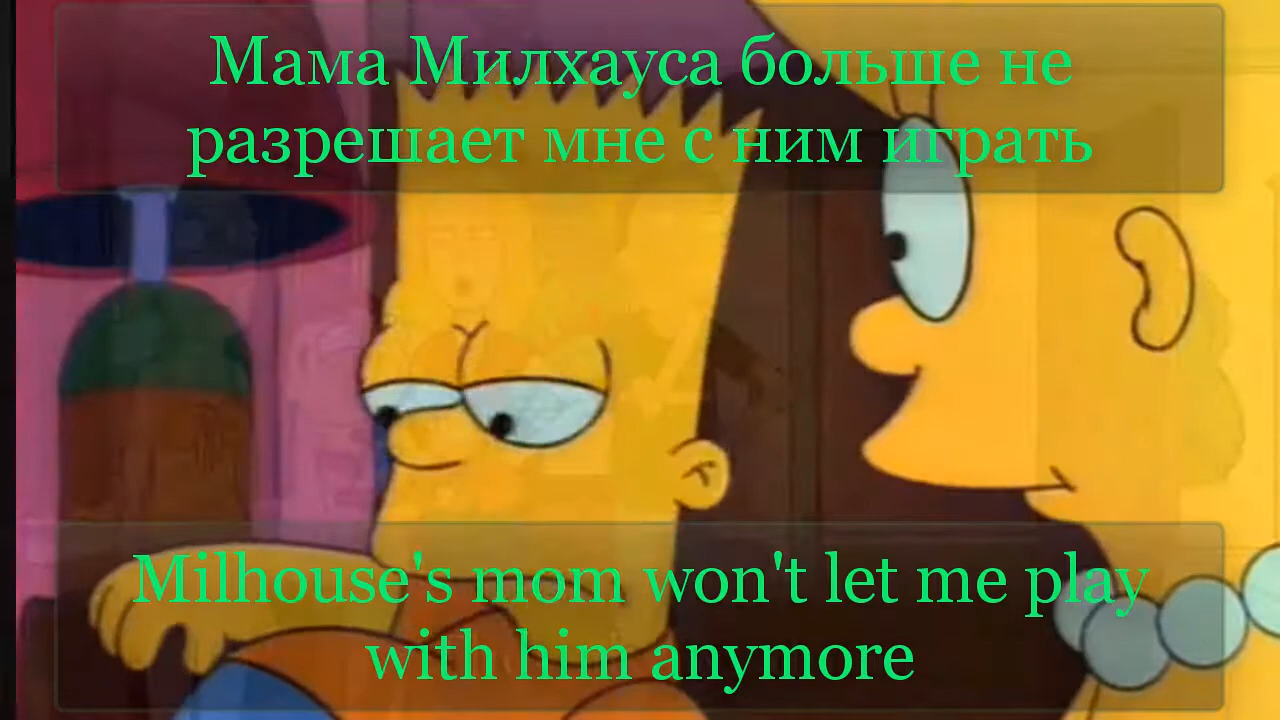 Мама Милхауса больше не
разрешает мне с ним играть
Milhouse's mom won't let me play
with him anymore